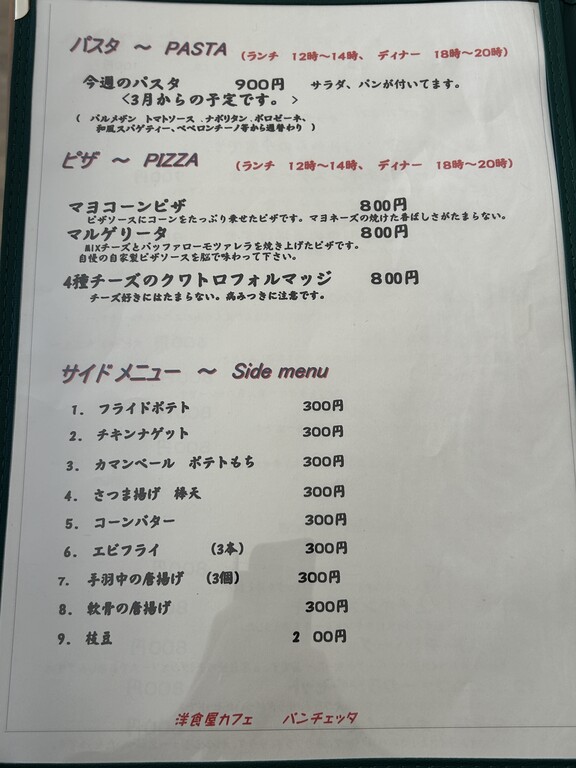 パスタ ～ PASTA (ランチ 12時～14時、 ディナー 18時～20時)
今週のパスタ 900円 サラダ、パンが付いてます。
<3月からの予定です。 >
( パルメザン トマトソース .ナポリタン .ボロゼーネ、
和風スパゲティー、ペペロンチーノ等から週替わり )
ピザ ～ PIZZA (ランチ 12時～14時、 ディナー 18時～20時)
マヨコーンピザ 800円
ピザソースにコーンをたっぷり乗せたピザです。マヨネーズの焼けた香ばしさがたまらない。
マルゲリータ 800円
MIXチーズとバッファローモツァレラを焼き上げたピザです。
自慢の自家製ピザソースを脳で味わって下さい。
4種チーズのクワトロフォルマッジ 800円
チーズ好きにはたまらない。病みつきに注意です。
サイドメニュー ～ Side menu
1. フライドポテト 300円
2. チキンナゲット 300円
3. カマンベール ポテトもち 300円
4. さつま揚げ 棒天 300円
5. コーンバター 300円
6. エビフライ (3本) 300円
7. 手羽中の唐揚げ (3個) 300円
8. 軟骨の唐揚げ 300円
9. 枝豆 2 00円
洋食屋カフェ パンチェッタ